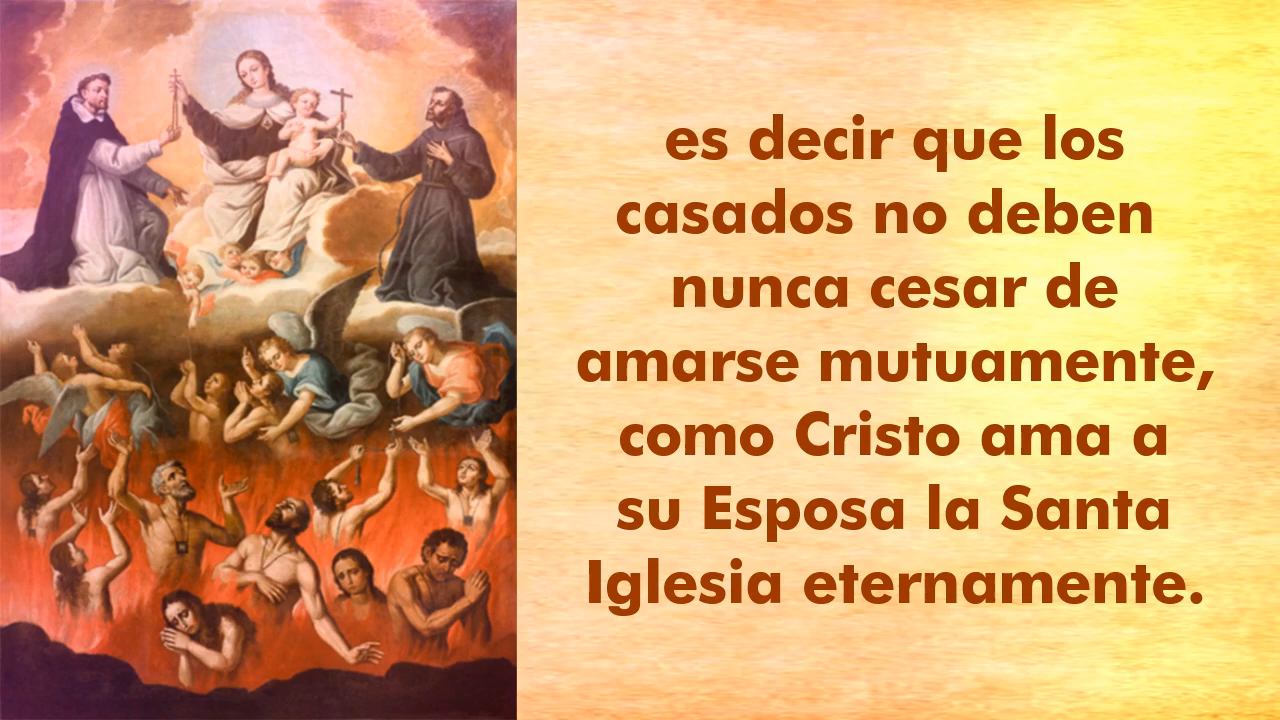 es decir que los
casados no deben
nunca cesar de
amarse mutuamente,
como Cristo ama a
su Esposa la Santa
Iglesia eternamente.